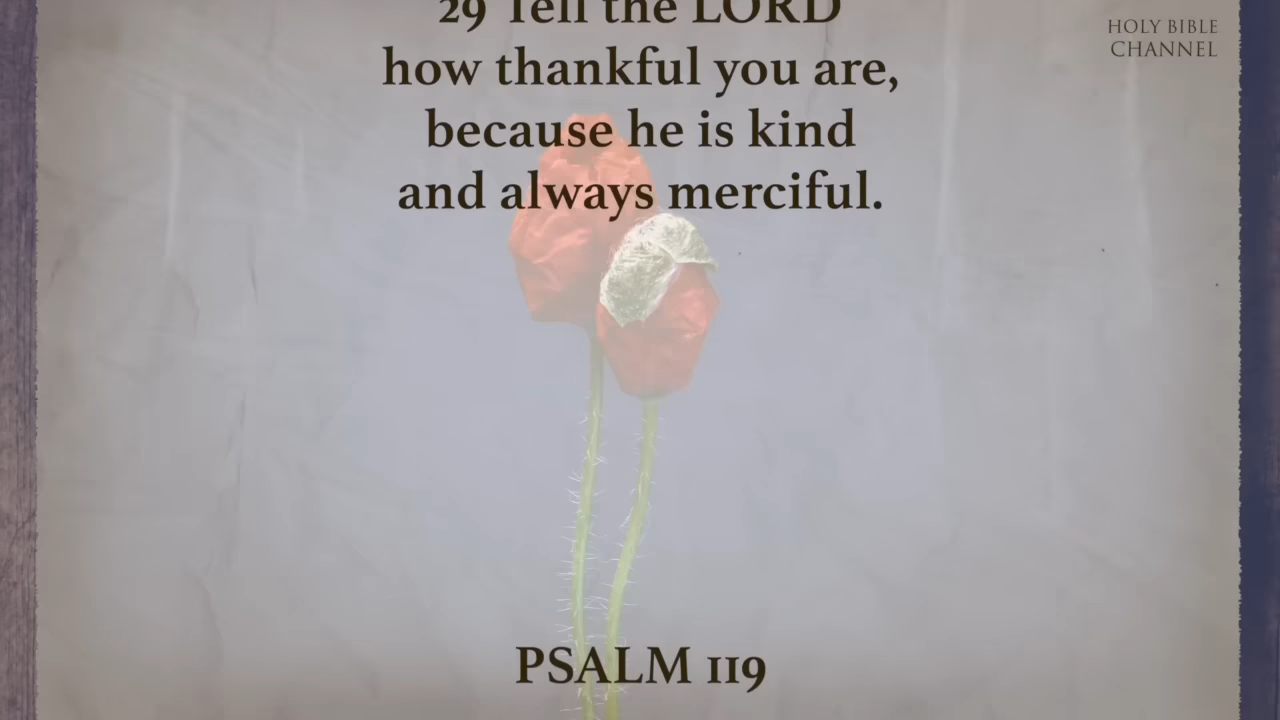 29 Tell the LORD
how thankful you are,
because he is kind
and always merciful.
PSALM 119
HOLY BIBLE
CHANNEL